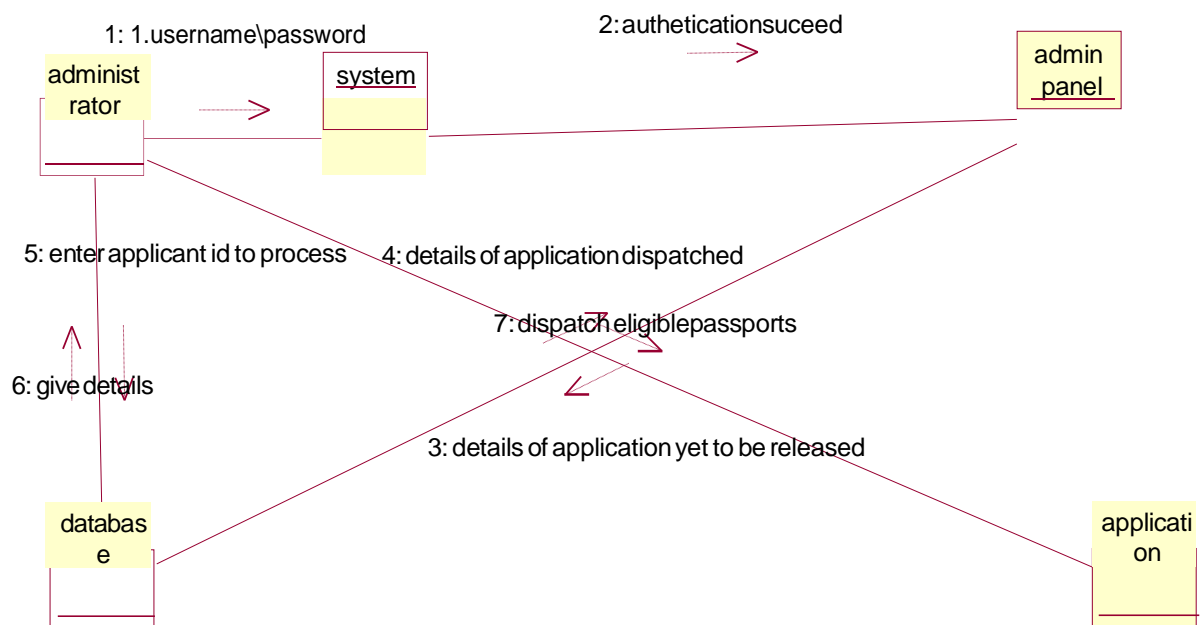 1: 1.username\password
2: autheticationsuceed
administ
rator
system
admin
panel
5: enter applicant id to process
4: details of application dispatched
7: dispatch eligiblepassports
6: give details
3: details of application yet to be released
databas
e
applicati
on